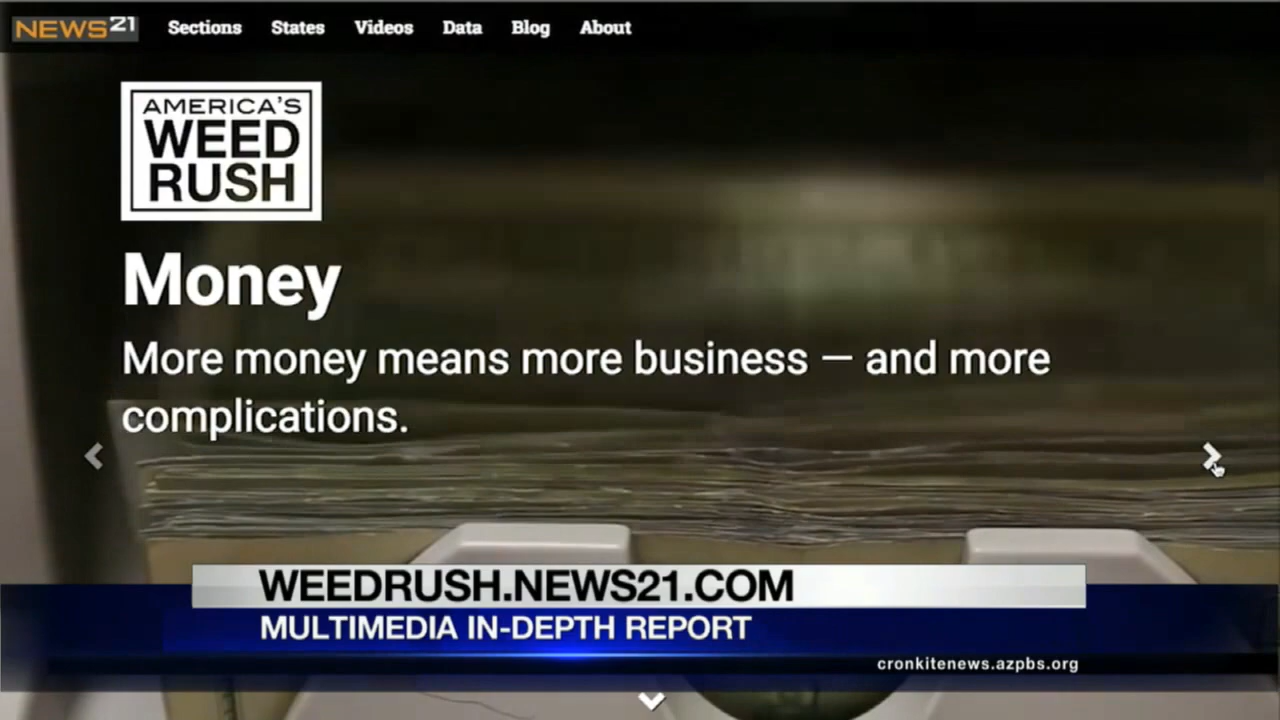 NEWS21 Sections States Videos Data Blog About
AMERICA'S
WEED
RUSH
Money
More money means more business — and more
complications.
WEEDRUSH.NEWS21.COM
MULTIMEDIA IN-DEPTH REPORT
cronkitenews.azpbs.org